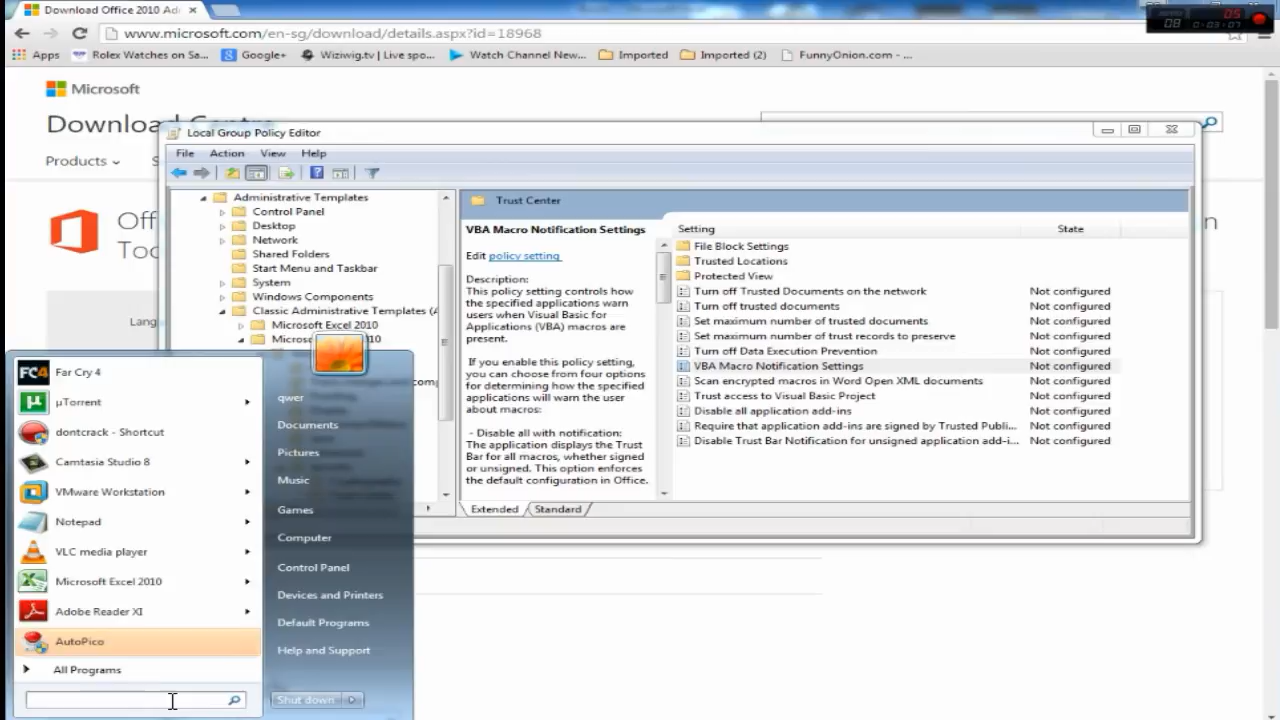 Download Office 2010 Ad
05
08 0:03:07
www.microsoft.com/en-sg/download/details.aspx?id=18968
Apps Rolex Watches on Sa... Google+ Wiziwig.tv | Live spo... Watch Channel New... Imported Imported (2) FunnyOnion.com - ...
Microsoft
Download
Products
Local Group Policy Editor
File Action View Help
Off
Too
Lang
Administrative Templates
Control Panel
Desktop
Network
Shared Folders
Start Menu and Taskbar
System
Windows Components
Classic Administrative Templates (A
Microsoft Excel 2010
Micros 10
Trust Center
VBA Macro Notification Settings
Edit policy setting
Description:
This policy setting controls how
the specified applications warn
users when Visual Basic for
Applications (VBA) macros are
present.
If you enable this policy setting,
you can choose from four options
for determining how the specified
applications will warn the user
about macros:
- Disable all with notification:
The application displays the Trust
Bar for all macros, whether signed
or unsigned. This option enforces
the default configuration in Office.
Setting State
File Block Settings
Trusted Locations
Protected View
Turn off Trusted Documents on the network Not configured
Turn off trusted documents Not configured
Set maximum number of trusted documents Not configured
Set maximum number of trust records to preserve Not configured
Turn off Data Execution Prevention Not configured
VBA Macro Notification Settings Not configured
Scan encrypted macros in Word Open XML documents Not configured
Trust access to Visual Basic Project Not configured
Disable all application add-ins Not configured
Require that application add-ins are signed by Trusted Publi... Not configured
Disable Trust Bar Notification for unsigned application add-i... Not configured
Extended Standard
Far Cry 4
µTorrent
dontcrack - Shortcut
Camtasia Studio 8
VMware Workstation
Notepad
VLC media player
Microsoft Excel 2010
Adobe Reader XI
AutoPico
All Programs
qwer
Documents
Pictures
Music
Games
Computer
Control Panel
Devices and Printers
Default Programs
Help and Support
Shut down